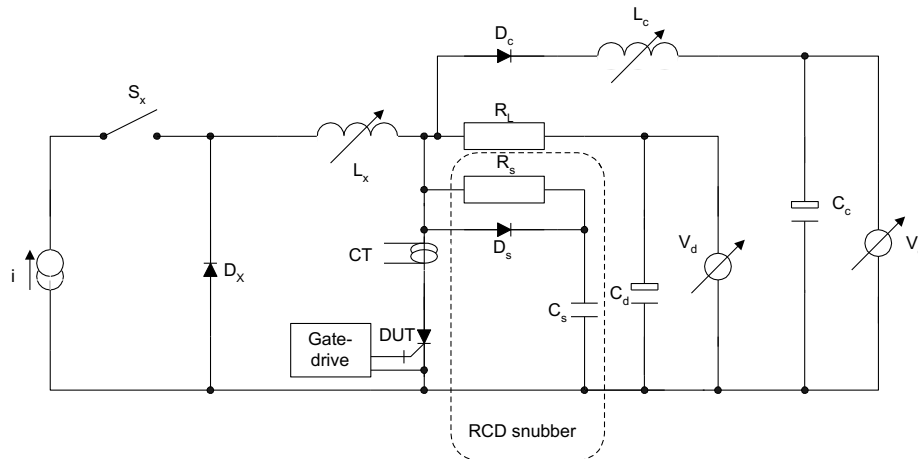 L_c
D_c
S_x
R_L
L_x
R_s
C_c
CT
D_s
V_d
V
i
D_X
C_s
C_d
DUT
Gate-
drive
RCD snubber